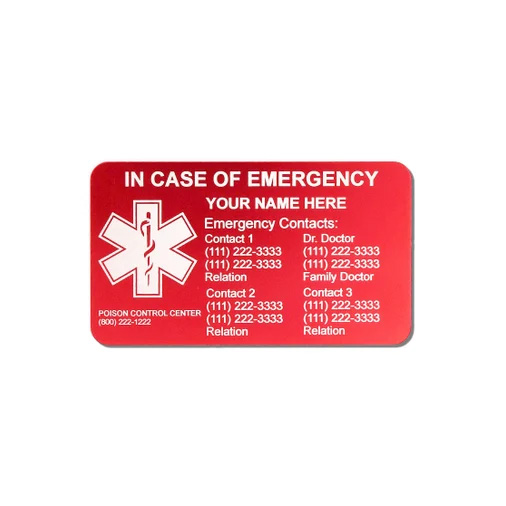 IN CASE OF EMERGENCY
YOUR NAME HERE
Emergency Contacts:
Contact 1
(111) 222-3333
(111) 222-3333
Relation
Dr. Doctor
(111) 222-3333
(111) 222-3333
Family Doctor
Contact 2
(111) 222-3333
(111) 222-3333
Relation
Contact 3
(111) 222-3333
(111) 222-3333
Relation
POISON CONTROL CENTER
(800) 222-1222